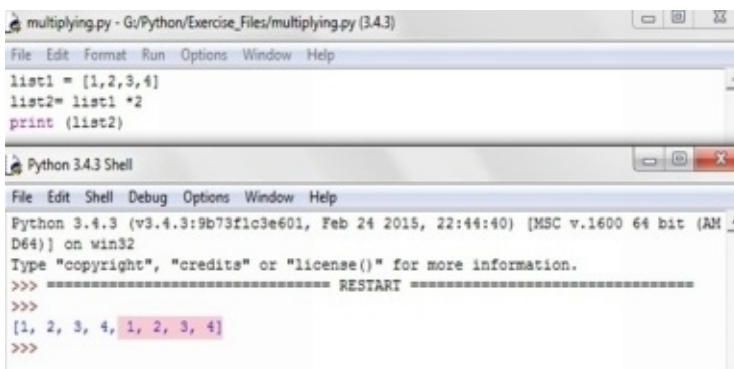 multiplying.py - G:/Python/Exercise_Files/multiplying.py (3.4.3)
File Edit Format Run Options Window Help
list1 = [1,2,3,4]
list2= list1 *2
print (list2)
Python 3.4.3 Shell
File Edit Shell Debug Options Window Help
Python 3.4.3 (v3.4.3:9b73f1c3e601, Feb 24 2015, 22:44:40) [MSC v.1600 64 bit (AM
D64)] on win32
Type "copyright", "credits" or "license()" for more information.
>>> ================================ RESTART ================================
>>>
[1, 2, 3, 4, 1, 2, 3, 4]
>>>